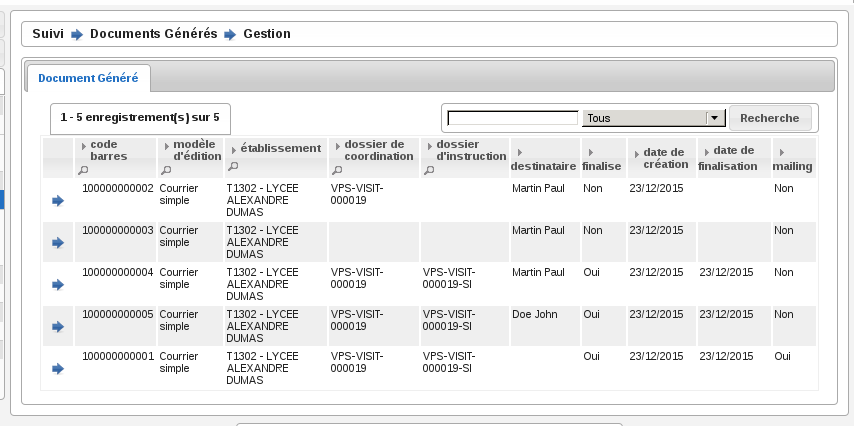 Suivi Documents Générés Gestion
Document Généré
1 - 5 enregistrement(s) sur 5
Tous Recherche
code barres modèle d'édition établissement dossier de coordination dossier d'instruction destinataire finalise date de création date de finalisation mailing
100000000002 Courrier simple T1302 - LYCEE ALEXANDRE DUMAS VPS-VISIT-000019 Martin Paul Non 23/12/2015 Non
100000000003 Courrier simple T1302 - LYCEE ALEXANDRE DUMAS Martin Paul Non 23/12/2015 Non
100000000004 Courrier simple T1302 - LYCEE ALEXANDRE DUMAS VPS-VISIT-000019 VPS-VISIT-000019-SI Martin Paul Oui 23/12/2015 23/12/2015 Non
100000000005 Courrier simple T1302 - LYCEE ALEXANDRE DUMAS VPS-VISIT-000019 VPS-VISIT-000019-SI Doe John Oui 23/12/2015 23/12/2015 Non
100000000001 Courrier simple T1302 - LYCEE ALEXANDRE DUMAS VPS-VISIT-000019 VPS-VISIT-000019-SI Oui 23/12/2015 23/12/2015 Oui